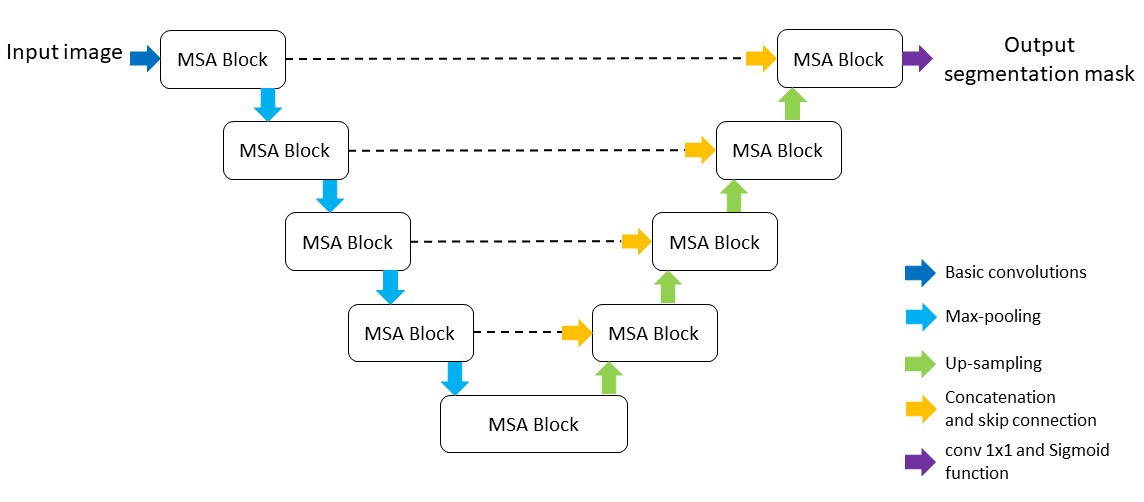 Input image
MSA Block
MSA Block
Output
segmentation mask
MSA Block
MSA Block
MSA Block
MSA Block
MSA Block
MSA Block
MSA Block
Basic convolutions
Max-pooling
Up-sampling
Concatenation
and skip connection
conv 1x1 and Sigmoid
function